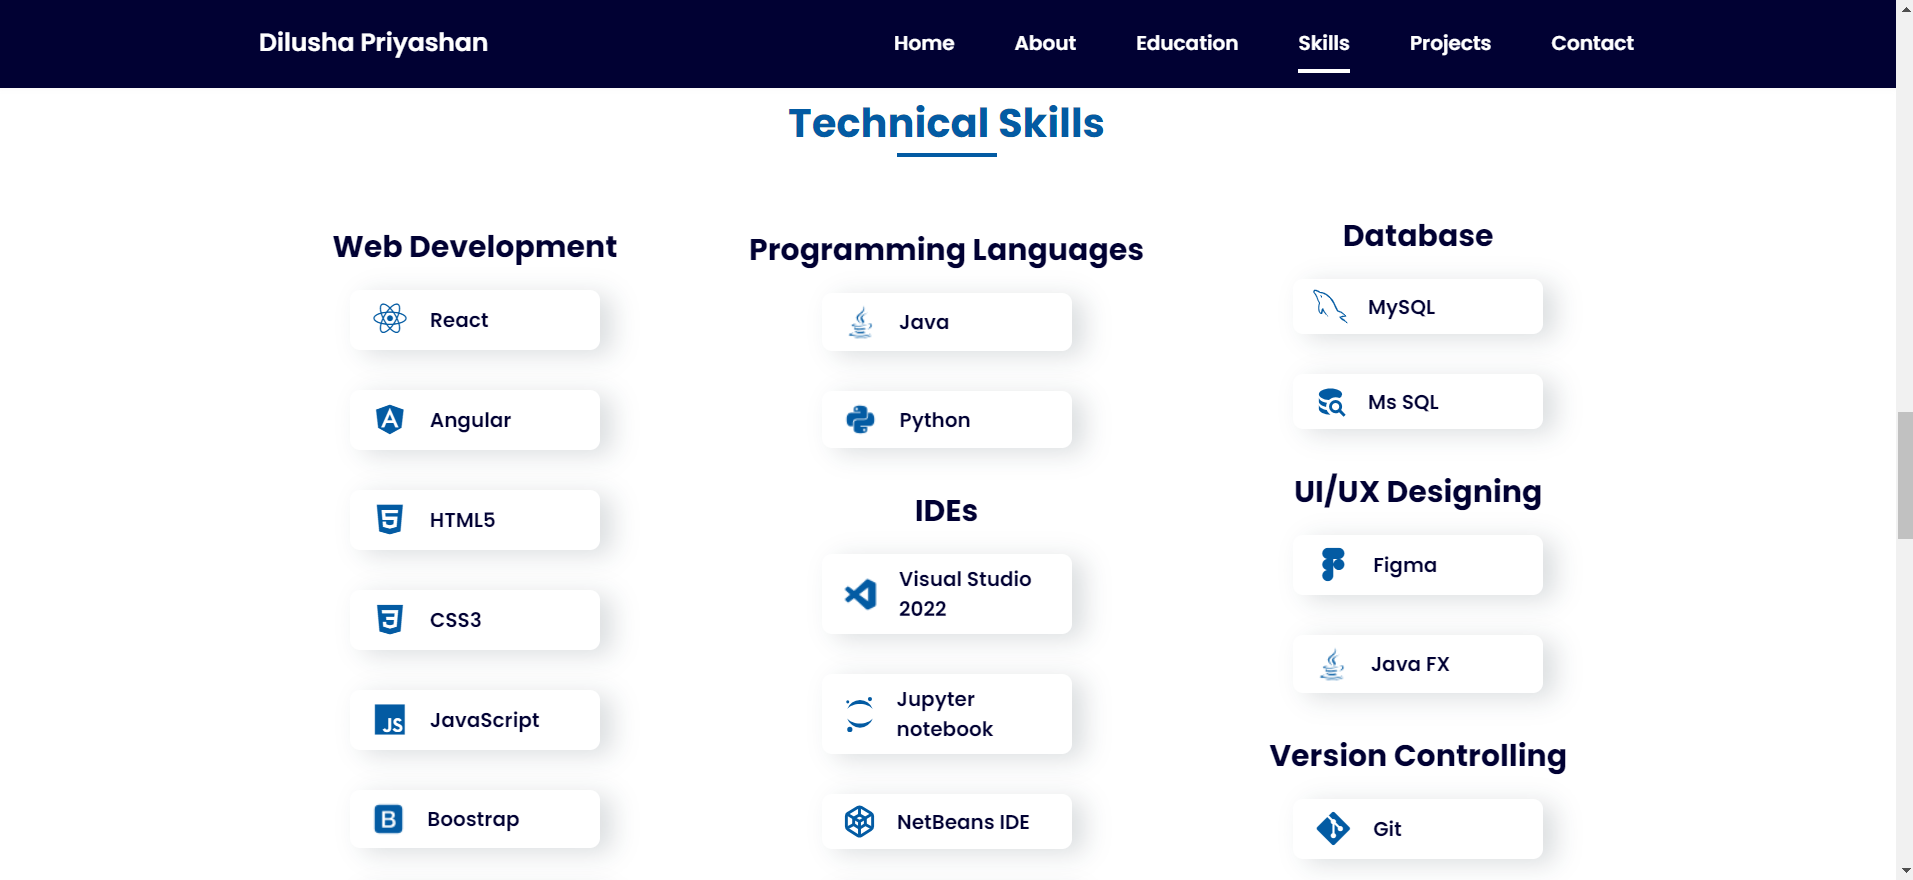 Dilusha Priyashan
Home
About
Education
Skills
Projects
Contact
Technical Skills
Web Development
React
Angular
HTML5
CSS3
JavaScript
Boostrap
Programming Languages
Java
Python
IDEs
Visual Studio
2022
Jupyter
notebook
NetBeans IDE
Database
MySQL
Ms SQL
UI/UX Designing
Figma
Java FX
Version Controlling
Git